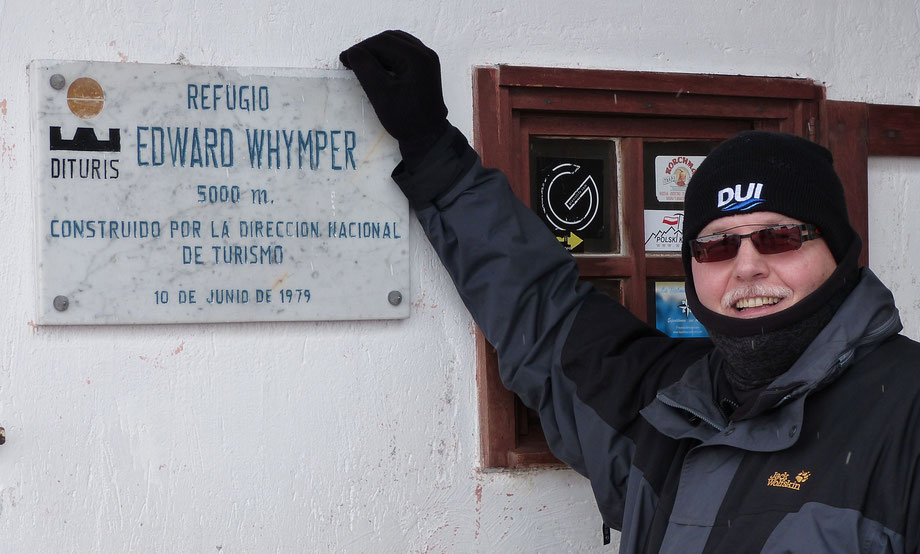 REFUGIO
EDWARD WHYMPER
DITURIS
5000 m.
CONSTRUIDO POR LA DIRECCION NACIONAL
DE TURISMO
10 DE JUNIO DE 1979
POLSKI
DUI
Jack
Wolfskin